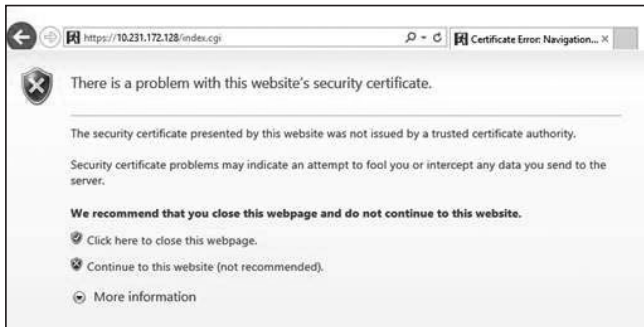 https://10.231.172.128/index.cgi
Certificate Error: Navigation... ×
There is a problem with this website's security certificate.
The security certificate presented by this website was not issued by a trusted certificate authority.
Security certificate problems may indicate an attempt to fool you or intercept any data you send to the
server.
We recommend that you close this webpage and do not continue to this website.
Click here to close this webpage.
Continue to this website (not recommended).
More information